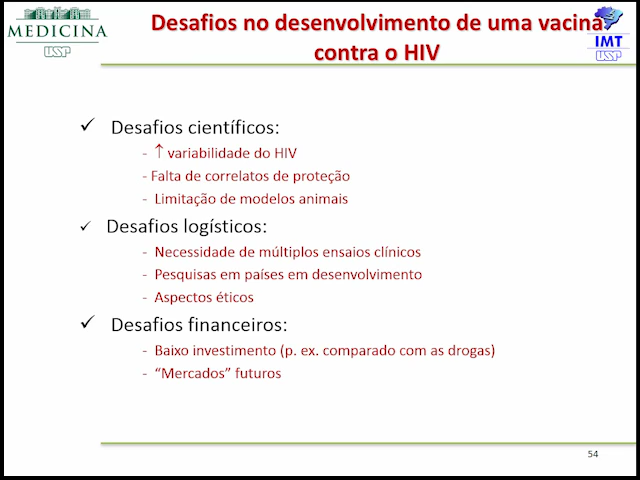 MEDICINA
USP
IMT
USP
Desafios no desenvolvimento de uma vacina
contra o HIV
✓ Desafios científicos:
- ↑ variabilidade do HIV
- Falta de correlatos de proteção
- Limitação de modelos animais
✓ Desafios logísticos:
- Necessidade de múltiplos ensaios clínicos
- Pesquisas em países em desenvolvimento
- Aspectos éticos
✓ Desafios financeiros:
- Baixo investimento (p. ex. comparado com as drogas)
- “Mercados” futuros
54